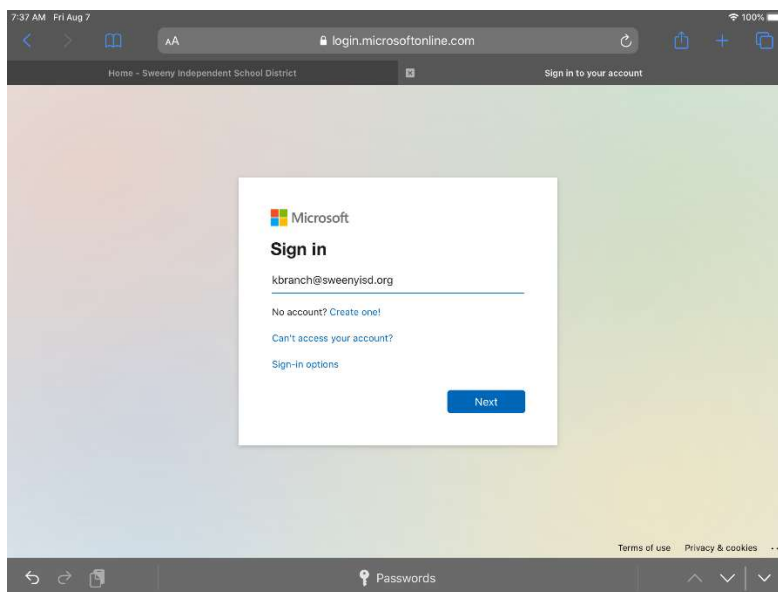 7:37 AM Fri Aug 7 100%
AA login.microsoftonline.com
Home - Sweeny Independent School District Sign in to your account
Microsoft
Sign in
kbranch@sweenyisd.org
No account? Create one!
Can't access your account?
Sign-in options
Next
Terms of use Privacy & cookies
Passwords